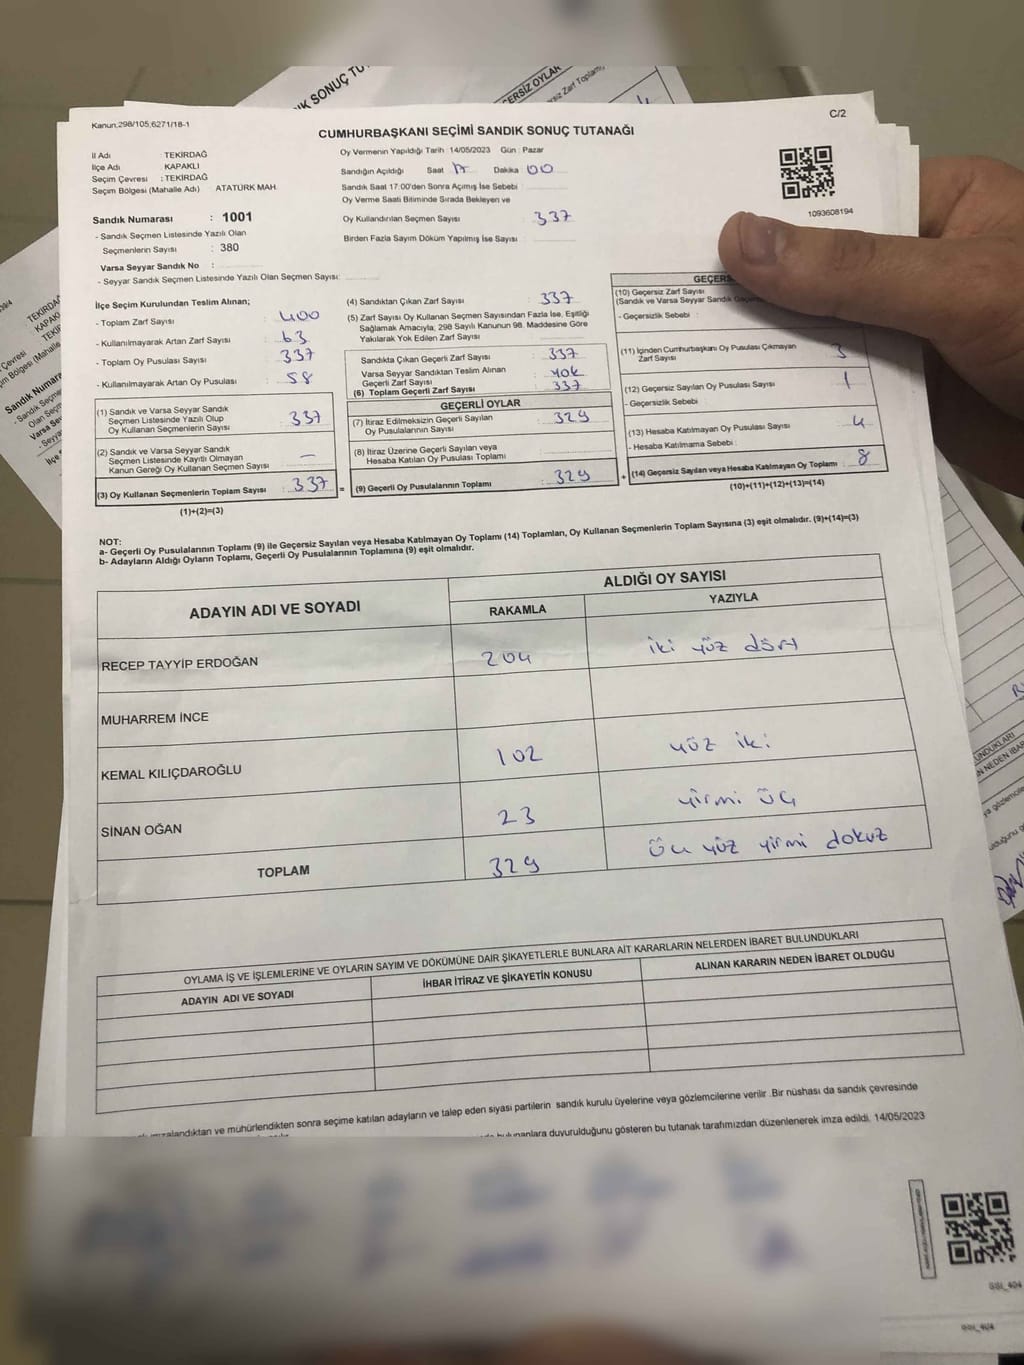 IK SONUÇ TU
ERSİZ OYLAR
Kanun,298/105,6271/18-1
C/2
CUMHURBAŞKANI SEÇİMİ SANDIK SONUÇ TUTANAĞI
İl Adı : TEKİRDAĞ
İlçe Adı : KAPAKLI
Seçim Çevresi : TEKİRDAĞ
Seçim Bölgesi (Mahalle Adı) ATATÜRK MAH.
Sandık Numarası : 1001
- Sandık Seçmen Listesinde Yazılı Olan
Seçmenlerin Sayısı : 380
Varsa Seyyar Sandık No :
- Seyyar Sandık Seçmen Listesinde Yazılı Olan Seçmen Sayısı:
Oy Vermenin Yapıldığı Tarih : 14/05/2023 Gün : Pazar
Sandığın Açıldığı Saat 17 Dakika 00
Sandık Saat 17:00'den Sonra Açımış İse Sebebi :
Oy Verme Saati Bitiminde Sırada Bekleyen ve
Oy Kullandırılan Seçmen Sayısı : 337
Birden Fazla Sayım Döküm Yapılmış İse Sayısı :
1093608194
İlçe Seçim Kurulundan Teslim Alınan;
- Toplam Zarf Sayısı : 400
- Kullanılmayarak Artan Zarf Sayısı : 63
- Toplam Oy Pusulası Sayısı : 337
- Kullanılmayarak Artan Oy Pusulası : 58
(1) Sandık ve Varsa Seyyar Sandık
Seçmen Listesinde Yazılı Olup
Oy Kullanan Seçmenlerin Sayısı : 337
(2) Sandık ve Varsa Seyyar Sandık
Seçmen Listesinde Kayıtlı Olmayan
Kanun Gereği Oy Kullanan Seçmen Sayısı : —
(3) Oy Kullanan Seçmenlerin Toplam Sayısı : 337 =
(1)+(2)=(3)
(4) Sandıktan Çıkan Zarf Sayısı : 337
(5) Zarf Sayısı Oy Kullanan Seçmen Sayısından Fazla İse, Eşitliği
Sağlamak Amacıyla; 298 Sayılı Kanunun 98. Maddesine Göre
Yakılarak Yok Edilen Zarf Sayısı :
Sandıkta Çıkan Geçerli Zarf Sayısı : 337
Varsa Seyyar Sandıktan Teslim Alınan
Geçerli Zarf Sayısı : yok
(6) Toplam Geçerli Zarf Sayısı : 337
GEÇERLİ OYLAR
(7) İtiraz Edilmeksizin Geçerli Sayılan
Oy Pusulalarının Sayısı : 329
(8) İtiraz Üzerine Geçerli Sayılan veya
Hesaba Katılan Oy Pusulası Toplamı :
(9) Geçerli Oy Pusulalarının Toplamı : 329 +
GEÇERS
(10) Geçersiz Zarf Sayısı
(Sandık ve Varsa Seyyar Sandık
- Geçersizlik Sebebi :
(11) İçinden Cumhurbaşkanı Oy Pusulası Çıkmayan
Zarf Sayısı 3
(12) Geçersiz Sayılan Oy Pusulası Sayısı : 1
- Geçersizlik Sebebi :
(13) Hesaba Katılmayan Oy Pusulası Sayısı : 4
- Hesaba Katılmama Sebebi :
(14) Geçersiz Sayılan veya Hesaba Katılmayan Oy Toplamı : 8
(10)+(11)+(12)+(13)=(14)
NOT:
a- Geçerli Oy Pusulalarının Toplamı (9) ile Geçersiz Sayılan veya Hesaba Katılmayan Oy Toplamı (14) Toplamları, Oy Kullanan Seçmenlerin Toplam Sayısına (3) eşit olmalıdır. (9)+(14)=(3)
b- Adayların Aldığı Oyların Toplamı, Geçerli Oy Pusulalarının Toplamına (9) eşit olmalıdır.
ADAYIN ADI VE SOYADI
ALDIĞI OY SAYISI
RAKAMLA YAZIYLA
RECEP TAYYİP ERDOĞAN 204 iki yüz dört
MUHARREM İNCE
KEMAL KILIÇDAROĞLU 102 yüz iki
SİNAN OĞAN 23 yirmi üç
TOPLAM 329 üç yüz yirmi dokuz
OYLAMA İŞ VE İŞLEMLERİNE VE OYLARIN SAYIM VE DÖKÜMÜNE DAİR ŞİKAYETLERLE BUNLARA AİT KARARLARIN NELERDEN İBARET BULUNDUKLARI
ADAYIN ADI VE SOYADI İHBAR İTİRAZ VE ŞİKAYETİN KONUSU ALINAN KARARIN NEDEN İBARET OLDUĞU
imzalandıktan ve mühürlendikten sonra seçime katılan adayların ve talep eden siyasi partilerin sandık kurulu üyelerine veya gözlemcilerine verilir .Bir nüshası da sandık çevresinde
bulunanlara duyurulduğunu gösteren bu tutanak tarafımızdan düzenlenerek imza edildi. 14/05/2023
GSI_404
GSI_404